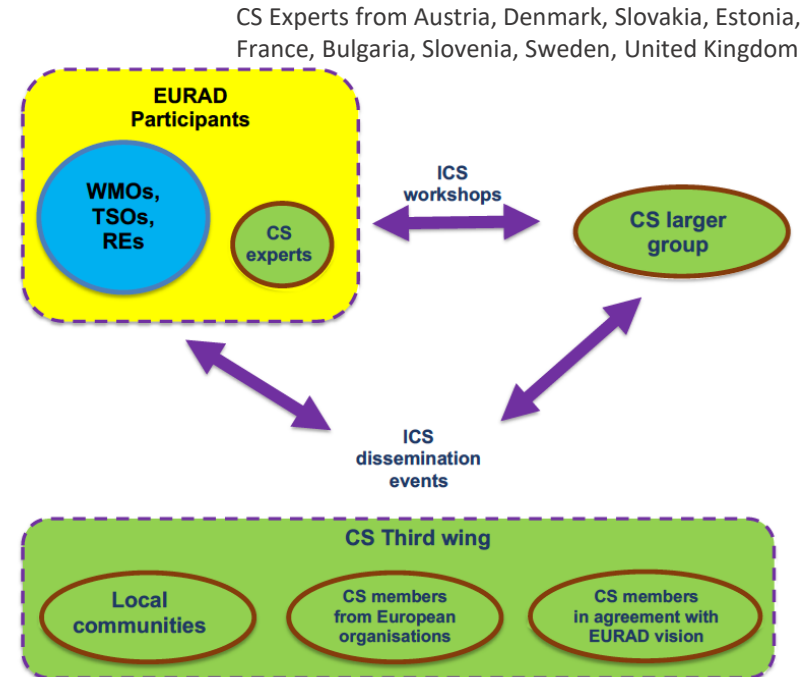 CS Experts from Austria, Denmark, Slovakia, Estonia,
France, Bulgaria, Slovenia, Sweden, United Kingdom
EURAD
Participants
WMOs,
TSOs,
REs
CS
experts
ICS
workshops
CS larger
group
ICS
dissemination
events
CS Third wing
Local
communities
CS members
from European
organisations
CS members
in agreement with
EURAD vision